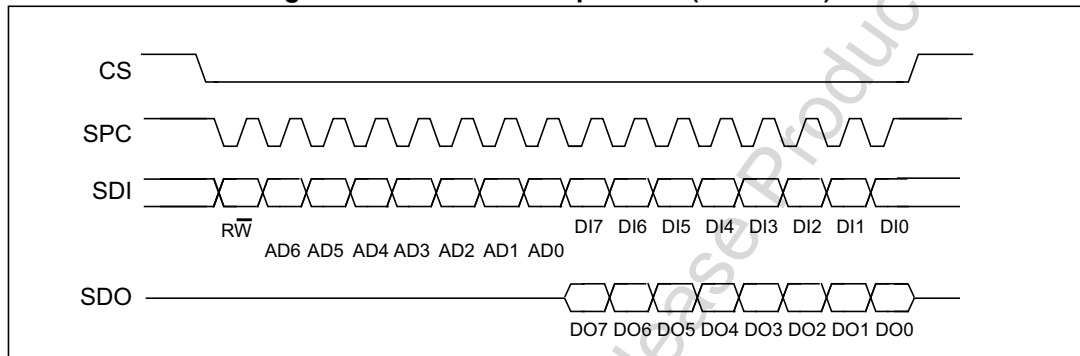 CS
SPC
SDI
RW
DI7 DI6 DI5 DI4 DI3 DI2 DI1 DI0
AD6 AD5 AD4 AD3 AD2 AD1 AD0
SDO
DO7 DO6 DO5 DO4 DO3 DO2 DO1 DO0